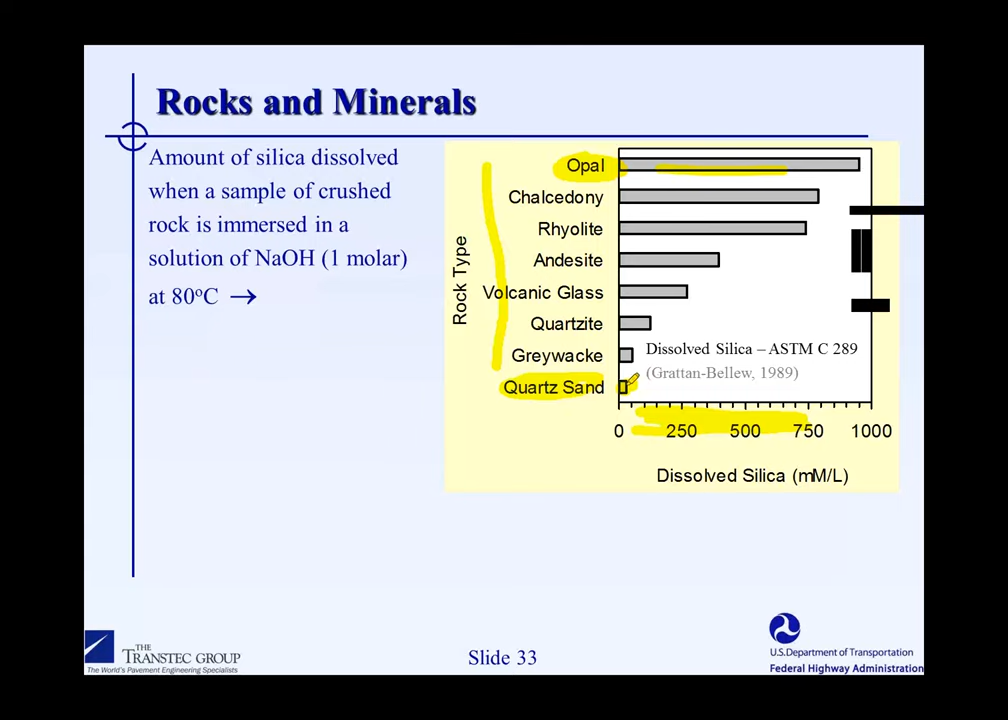 Rocks and Minerals
Amount of silica dissolved
when a sample of crushed
rock is immersed in a
solution of NaOH (1 molar)
at 80°C →
Rock Type
Opal
Chalcedony
Rhyolite
Andesite
Volcanic Glass
Quartzite
Greywacke
Quartz Sand
Dissolved Silica – ASTM C 289
(Grattan-Bellew, 1989)
0 250 500 750 1000
Dissolved Silica (mM/L)
THE
TRANSTEC GROUP
The World's Pavement Engineering Specialists
Slide 33
U.S.Department of Transportation
Federal Highway Administration